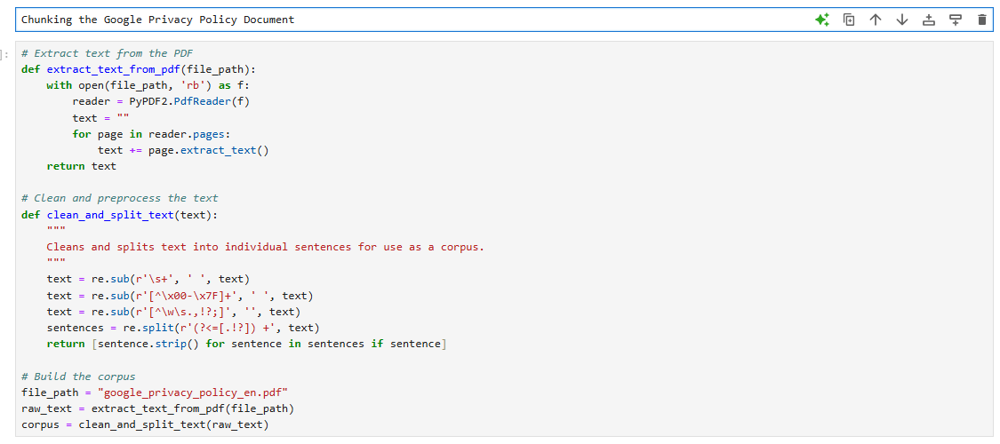 Chunking the Google Privacy Policy Document
]:
# Extract text from the PDF
def extract_text_from_pdf(file_path):
    with open(file_path, 'rb') as f:
        reader = PyPDF2.PdfReader(f)
        text = ""
        for page in reader.pages:
            text += page.extract_text()
    return text

# Clean and preprocess the text
def clean_and_split_text(text):
    """
    Cleans and splits text into individual sentences for use as a corpus.
    """
    text = re.sub(r'\s+', ' ', text)
    text = re.sub(r'[^\x00-\x7F]+', ' ', text)
    text = re.sub(r'[^\w\s.,!?;]', '', text)
    sentences = re.split(r'(?<=[.!?]) +', text)
    return [sentence.strip() for sentence in sentences if sentence]

# Build the corpus
file_path = "google_privacy_policy_en.pdf"
raw_text = extract_text_from_pdf(file_path)
corpus = clean_and_split_text(raw_text)